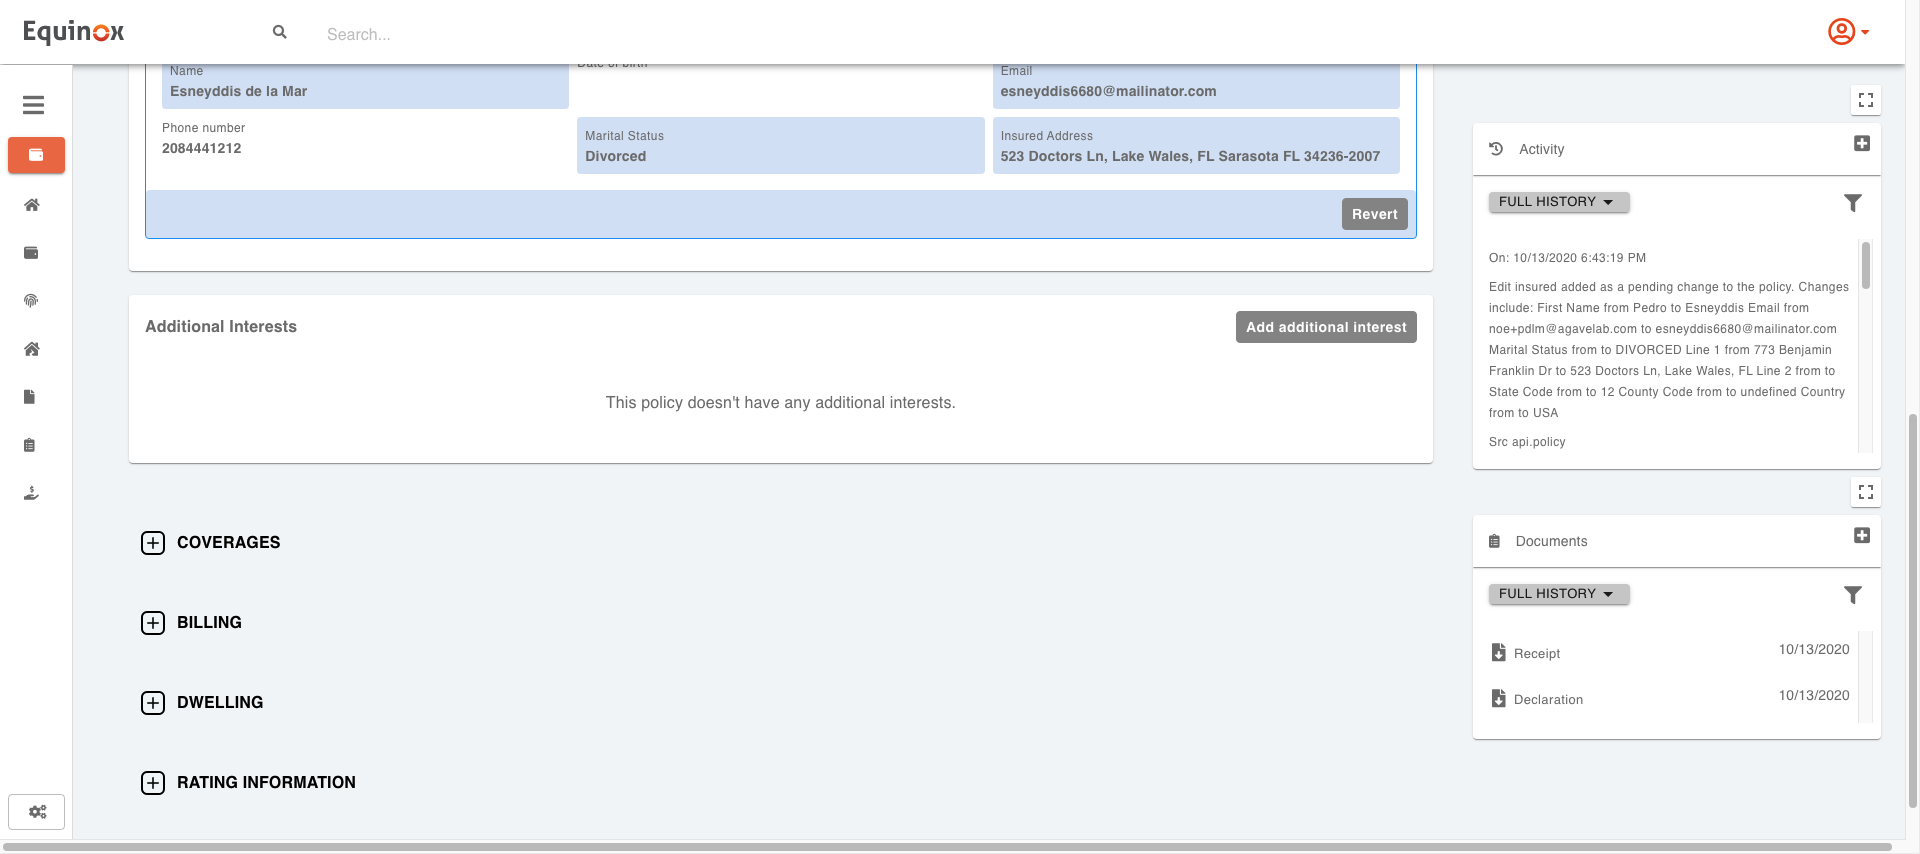 Equinox
Search...
Name
Esneyddis de la Mar
Date of birth
Email
esneyddis6680@mailinator.com
Phone number
2084441212
Marital Status
Divorced
Insured Address
523 Doctors Ln, Lake Wales, FL Sarasota FL 34236-2007
Revert
Additional Interests
Add additional interest
This policy doesn't have any additional interests.
COVERAGES
BILLING
DWELLING
RATING INFORMATION
Activity
FULL HISTORY
On: 10/13/2020 6:43:19 PM
Edit insured added as a pending change to the policy. Changes
include: First Name from Pedro to Esneyddis Email from
noe+pdlm@agavelab.com to esneyddis6680@mailinator.com
Marital Status from to DIVORCED Line 1 from 773 Benjamin
Franklin Dr to 523 Doctors Ln, Lake Wales, FL Line 2 from to
State Code from to 12 County Code from to undefined Country
from to USA
Src api.policy
Documents
FULL HISTORY
Receipt 10/13/2020
Declaration 10/13/2020